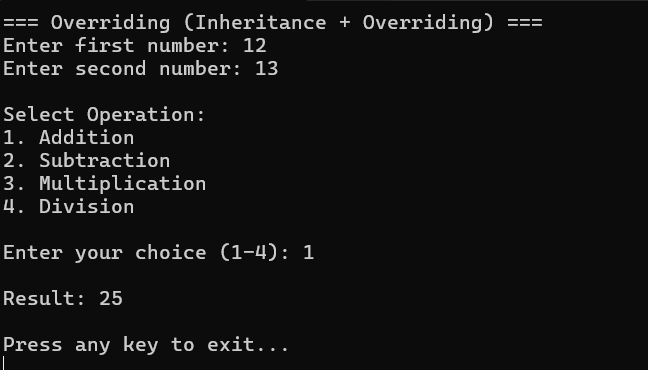 === Overriding (Inheritance + Overriding) ===
Enter first number: 12
Enter second number: 13
Select Operation:
1. Addition
2. Subtraction
3. Multiplication
4. Division
Enter your choice (1-4): 1
Result: 25
Press any key to exit...